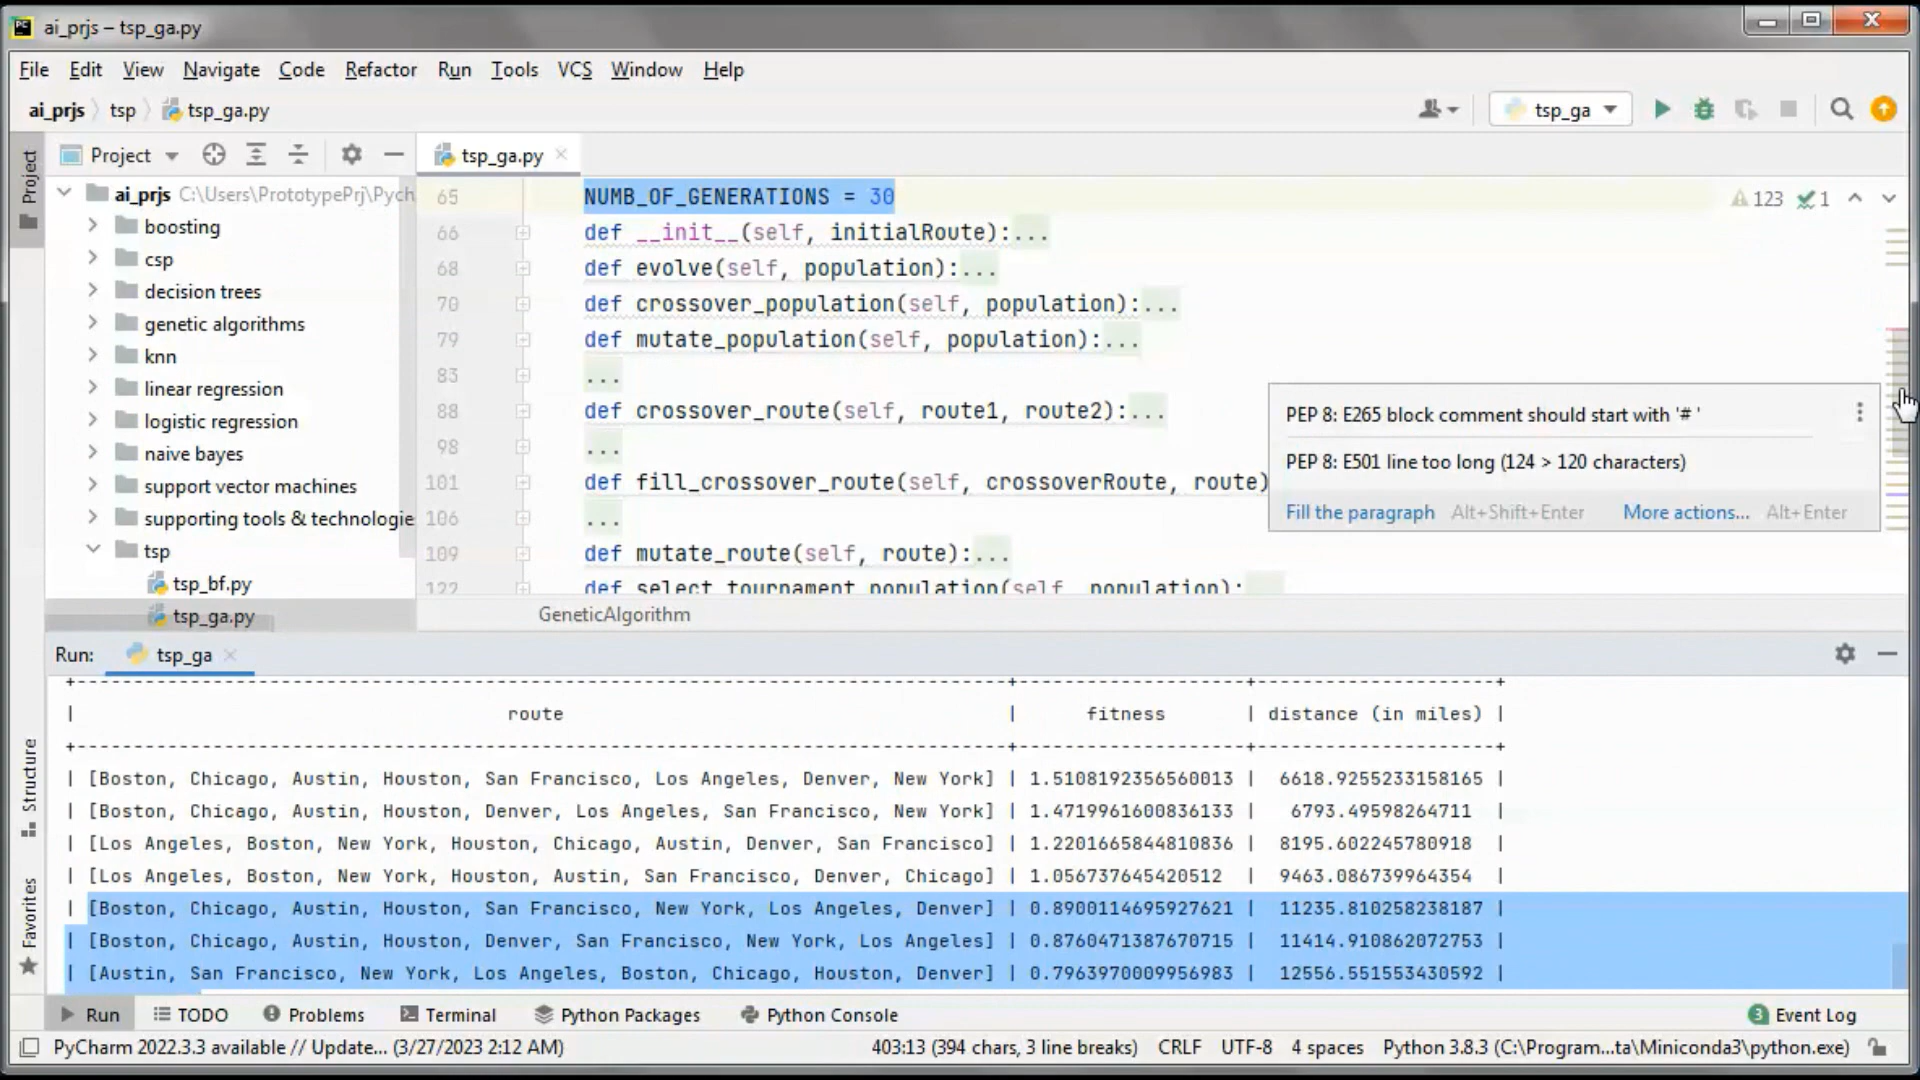 ai_prjs – tsp_ga.py
File Edit View Navigate Code Refactor Run Tools VCS Window Help
ai_prjs tsp tsp_ga.py
tsp_ga
Project
Project
tsp_ga.py
ai_prjs C:\Users\PrototypePrj\Pych
boosting
csp
decision trees
genetic algorithms
knn
linear regression
logistic regression
naive bayes
support vector machines
supporting tools & technologie
tsp
tsp_bf.py
tsp_ga.py
123 1
65 NUMB_OF_GENERATIONS = 30
66 def __init__(self, initialRoute):...
68 def evolve(self, population):...
70 def crossover_population(self, population):...
79 def mutate_population(self, population):...
83 ...
88 def crossover_route(self, route1, route2):...
98 ...
101 def fill_crossover_route(self, crossoverRoute, route)
106 ...
109 def mutate_route(self, route):...
122 def select_tournament_population(self, population):
PEP 8: E265 block comment should start with '# '
PEP 8: E501 line too long (124 > 120 characters)
Fill the paragraph Alt+Shift+Enter More actions... Alt+Enter
GeneticAlgorithm
Run: tsp_ga
Structure
Favorites
+----------------------------------------------------------------------------------+--------------------+---------------------+
| route | fitness | distance (in miles) |
+----------------------------------------------------------------------------------+--------------------+---------------------+
| [Boston, Chicago, Austin, Houston, San Francisco, Los Angeles, Denver, New York] | 1.5108192356560013 | 6618.9255233158165 |
| [Boston, Chicago, Austin, Houston, Denver, Los Angeles, San Francisco, New York] | 1.4719961600836133 | 6793.49598264711 |
| [Los Angeles, Boston, New York, Houston, Chicago, Austin, Denver, San Francisco] | 1.2201665844810836 | 8195.602245780918 |
| [Los Angeles, Boston, New York, Houston, Austin, San Francisco, Denver, Chicago] | 1.056737645420512 | 9463.086739964354 |
| [Boston, Chicago, Austin, Houston, San Francisco, New York, Los Angeles, Denver] | 0.8900114695927621 | 11235.810258238187 |
| [Boston, Chicago, Austin, Houston, Denver, San Francisco, New York, Los Angeles] | 0.8760471387670715 | 11414.910862072753 |
| [Austin, San Francisco, New York, Los Angeles, Boston, Chicago, Houston, Denver] | 0.7963970009956983 | 12556.551553430592 |
Run TODO Problems Terminal Python Packages Python Console 3 Event Log
PyCharm 2022.3.3 available // Update... (3/27/2023 2:12 AM) 403:13 (394 chars, 3 line breaks) CRLF UTF-8 4 spaces Python 3.8.3 (C:\Program...ta\Miniconda3\python.exe)